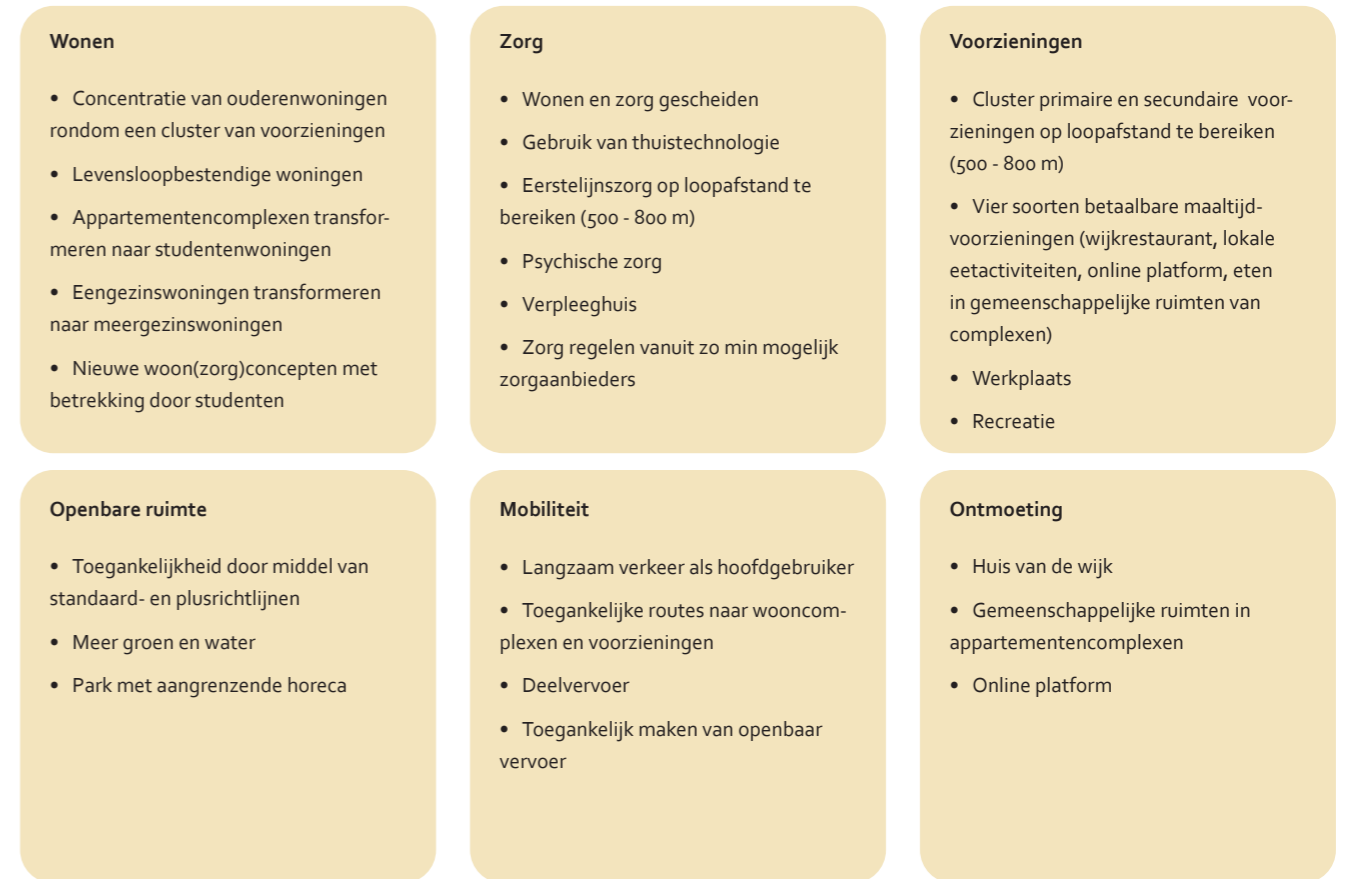 Wonen
• Concentratie van ouderenwoningen
rondom een cluster van voorzieningen
• Levensloopbestendige woningen
• Appartementencomplexen transfor-
meren naar studentenwoningen
• Eengezinswoningen transformeren
naar meergezinswoningen
• Nieuwe woon(zorg)concepten met
betrekking door studenten
Zorg
• Wonen en zorg gescheiden
• Gebruik van thuistechnologie
• Eerstelijnszorg op loopafstand te
bereiken (500 - 800 m)
• Psychische zorg
• Verpleeghuis
• Zorg regelen vanuit zo min mogelijk
zorgaanbieders
Voorzieningen
• Cluster primaire en secundaire  voor-
zieningen op loopafstand te bereiken
(500 - 800 m)
• Vier soorten betaalbare maaltijd-
voorzieningen (wijkrestaurant, lokale
eetactiviteiten, online platform, eten
in gemeenschappelijke ruimten van
complexen)
• Werkplaats
• Recreatie
Openbare ruimte
• Toegankelijkheid door middel van
standaard- en plusrichtlijnen
• Meer groen en water
• Park met aangrenzende horeca
Mobiliteit
• Langzaam verkeer als hoofdgebruiker
• Toegankelijke routes naar wooncom-
plexen en voorzieningen
• Deelvervoer
• Toegankelijk maken van openbaar
vervoer
Ontmoeting
• Huis van de wijk
• Gemeenschappelijke ruimten in
appartementencomplexen
• Online platform